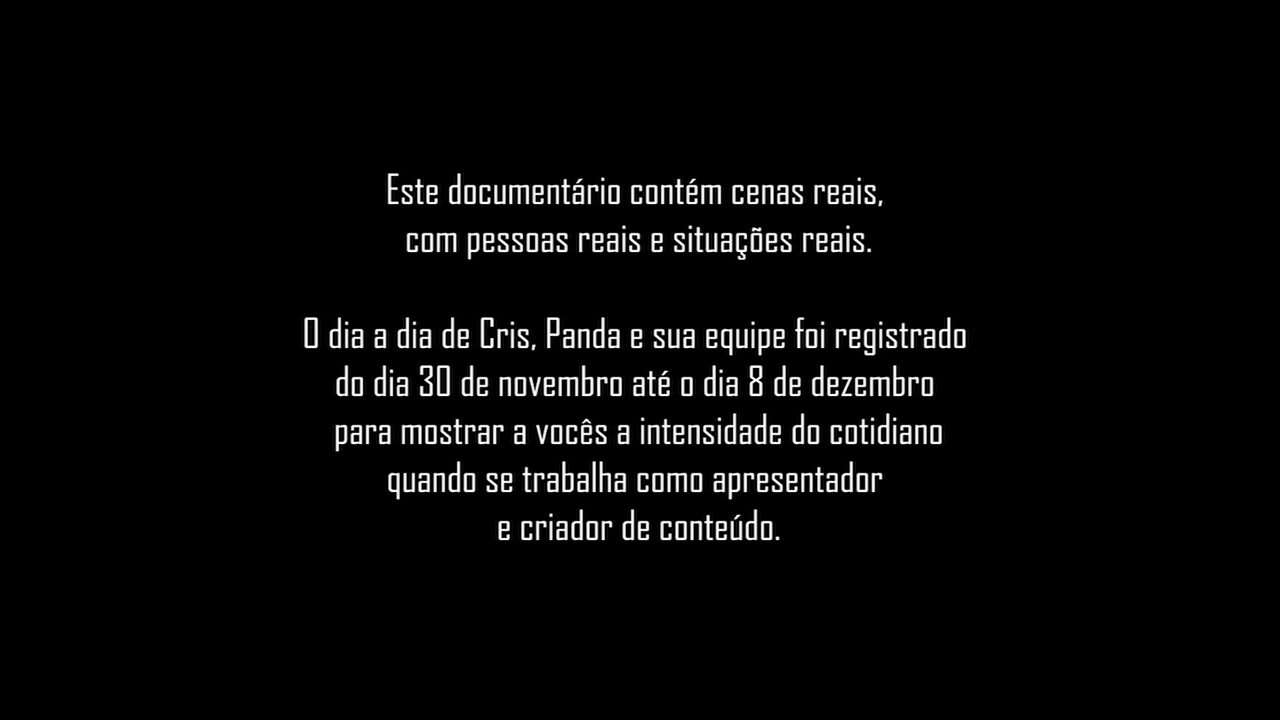 Este documentário contém cenas reais,
com pessoas reais e situações reais.
O dia a dia de Cris, Panda e sua equipe foi registrado
do dia 30 de novembro até o dia 8 de dezembro
para mostrar a vocês a intensidade do cotidiano
quando se trabalha como apresentador
e criador de conteúdo.